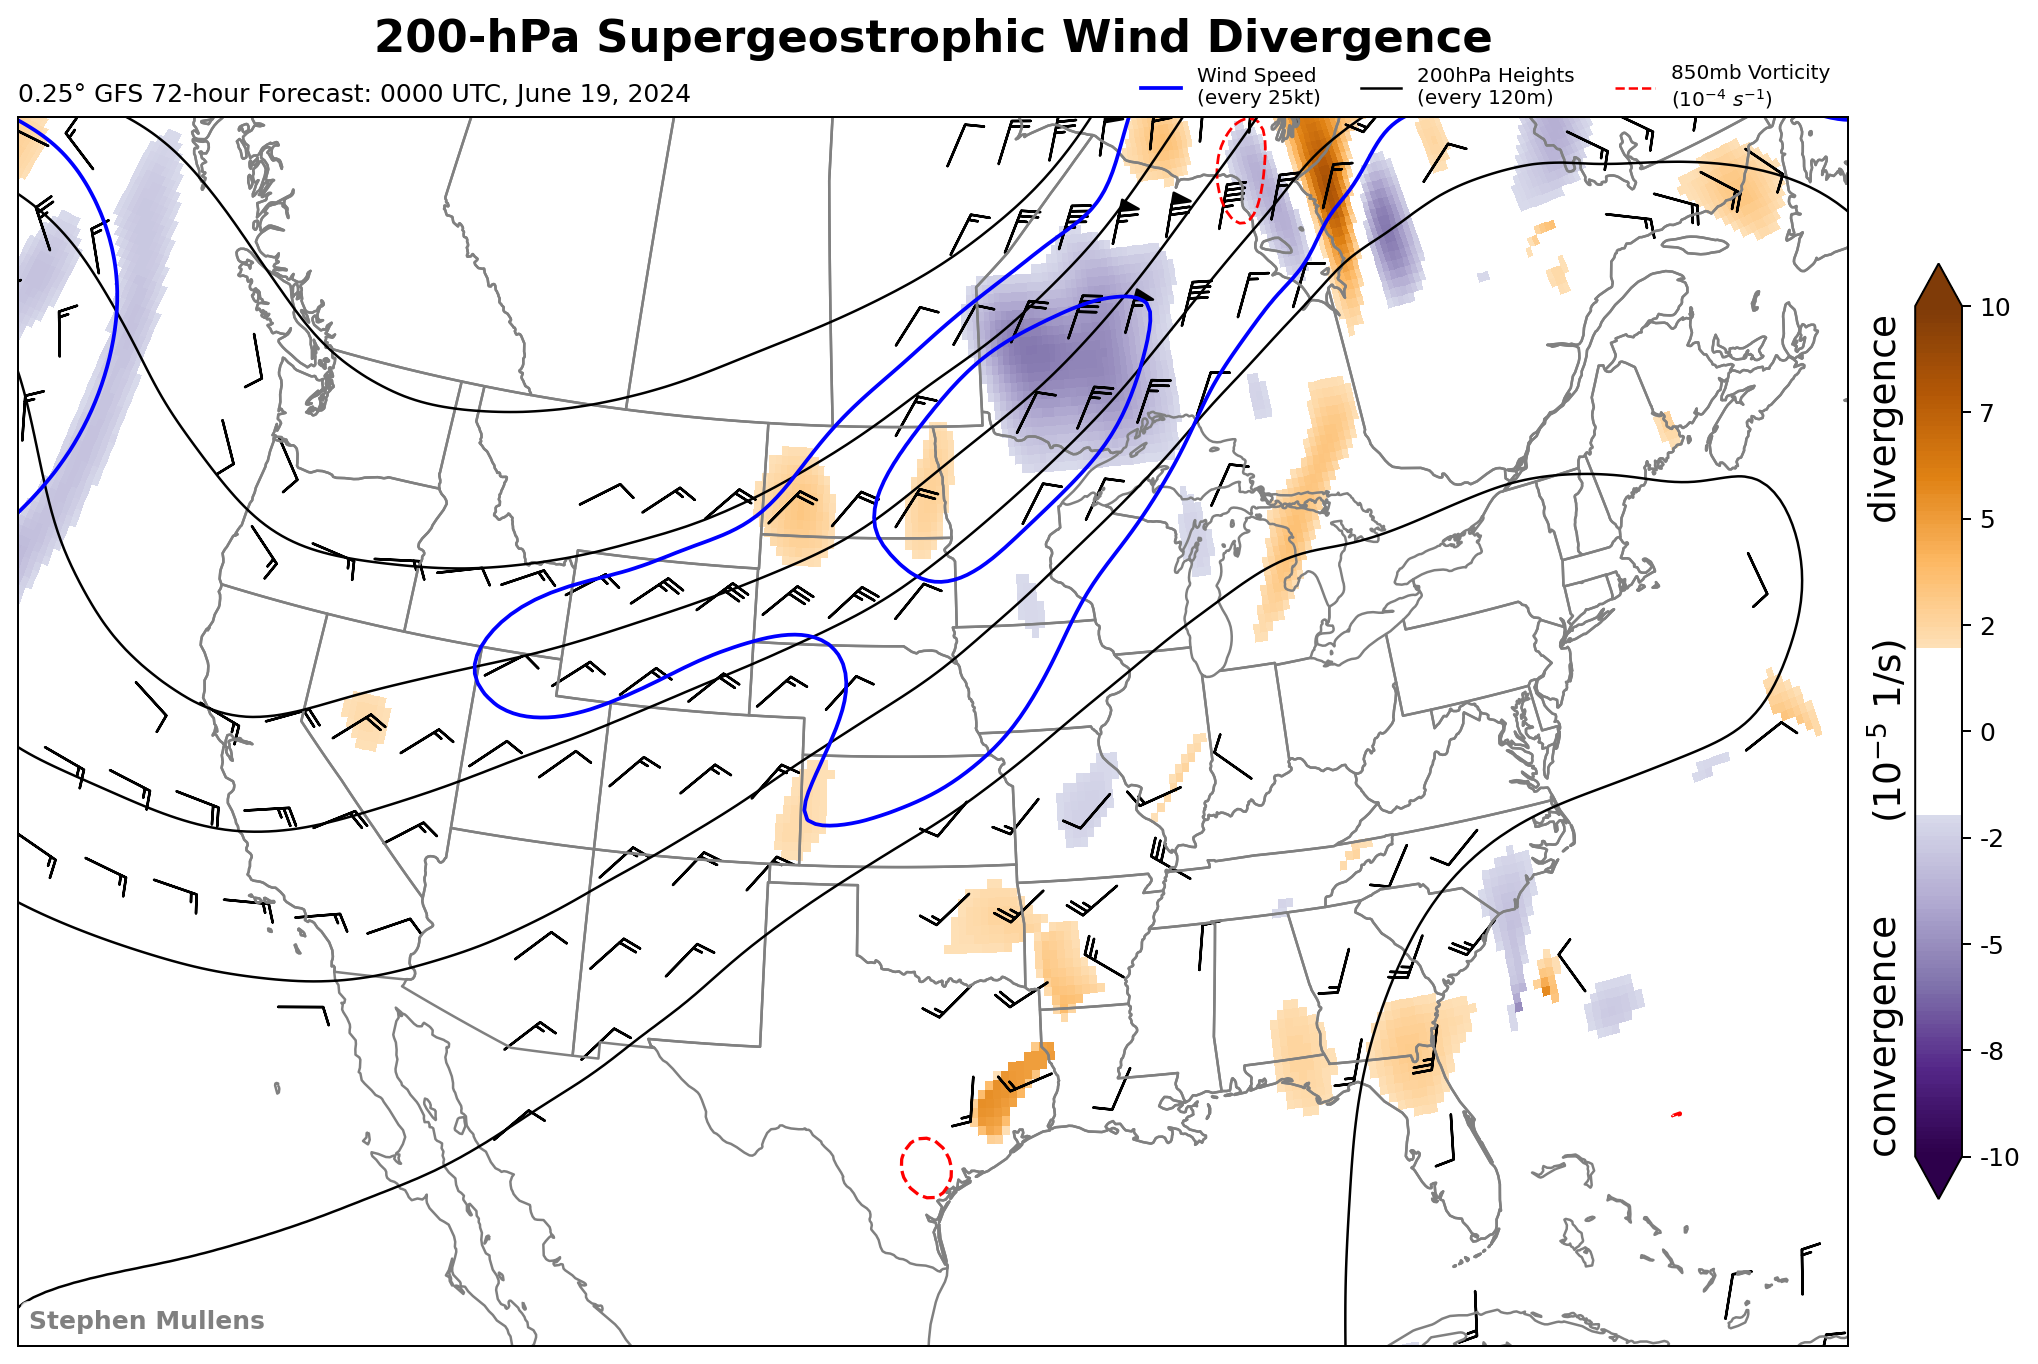 200-hPa Supergeostrophic Wind Divergence
0.25° GFS 72-hour Forecast: 0000 UTC, June 19, 2024
Wind Speed
(every 25kt)
200hPa Heights
(every 120m)
850mb Vorticity
(10⁻⁴ s⁻¹)
divergence
(10⁻⁵ 1/s)
convergence
10
7
5
2
0
-2
-5
-8
-10
Stephen Mullens